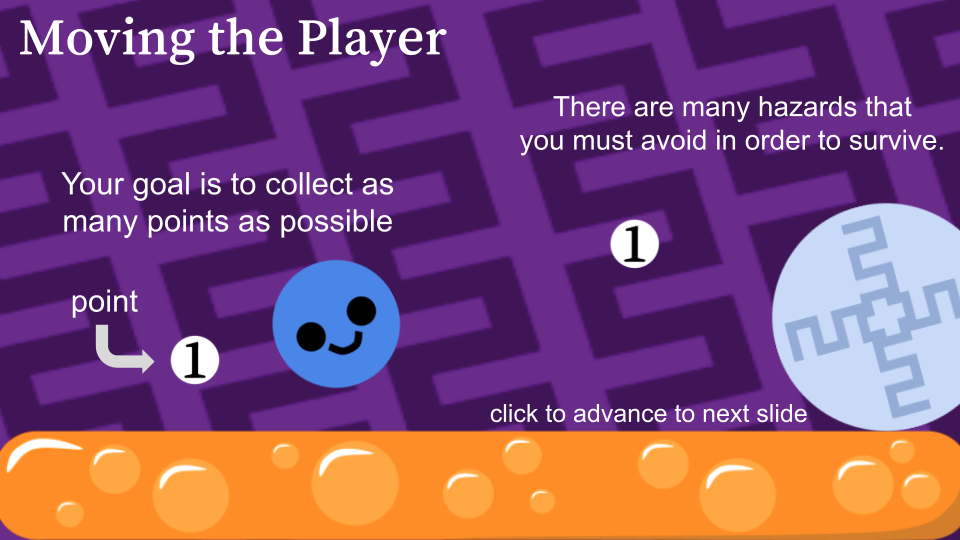 Moving the Player
There are many hazards that
you must avoid in order to survive.
Your goal is to collect as
many points as possible
1
point
1
click to advance to next slide